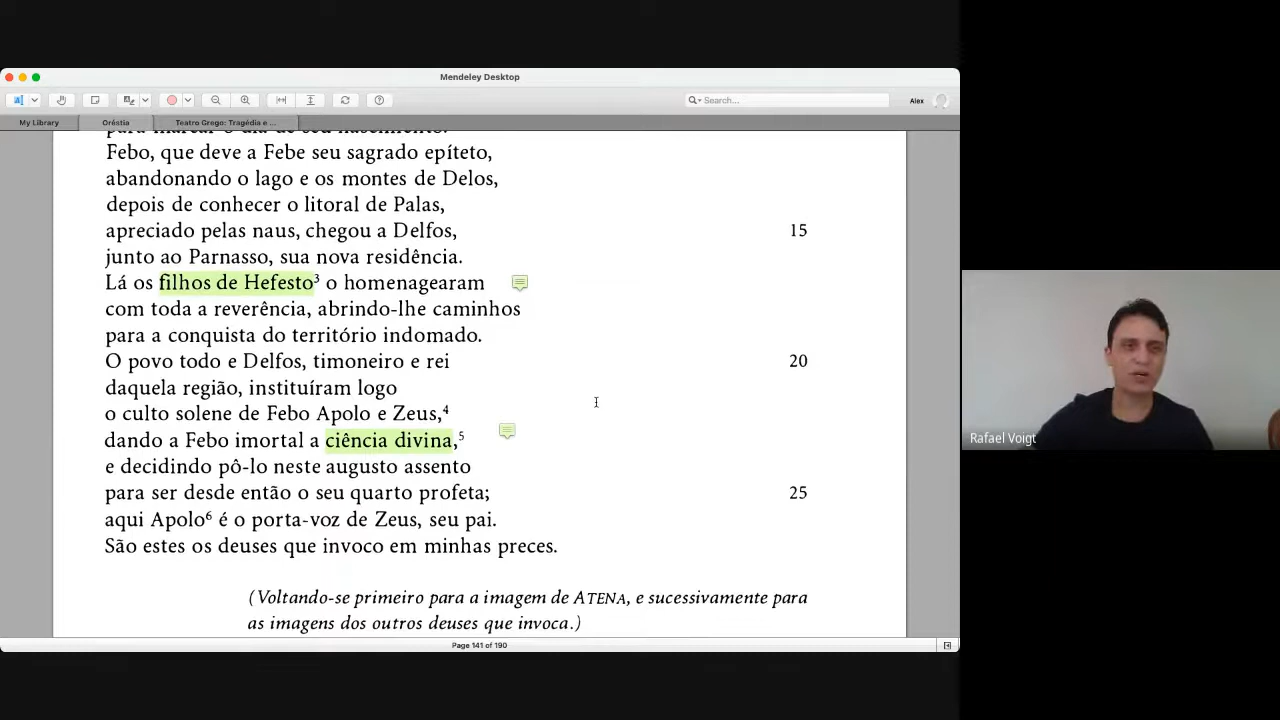 Mendeley Desktop
Search...
Alex
My Library
Oréstia
Teatro Grego: Tragédia e ...
para marcar o dia de seu nascimento.
Febo, que deve a Febe seu sagrado epíteto,
abandonando o lago e os montes de Delos,
depois de conhecer o litoral de Palas,
apreciado pelas naus, chegou a Delfos, 15
junto ao Parnasso, sua nova residência.
Lá os filhos de Hefesto³ o homenagearam
com toda a reverência, abrindo-lhe caminhos
para a conquista do território indomado.
O povo todo e Delfos, timoneiro e rei 20
daquela região, instituíram logo
o culto solene de Febo Apolo e Zeus,⁴
dando a Febo imortal a ciência divina,⁵
e decidindo pô-lo neste augusto assento
para ser desde então o seu quarto profeta; 25
aqui Apolo⁶ é o porta-voz de Zeus, seu pai.
São estes os deuses que invoco em minhas preces.
(Voltando-se primeiro para a imagem de ATENA, e sucessivamente para
as imagens dos outros deuses que invoca.)
Page 141 of 190
Rafael Voigt